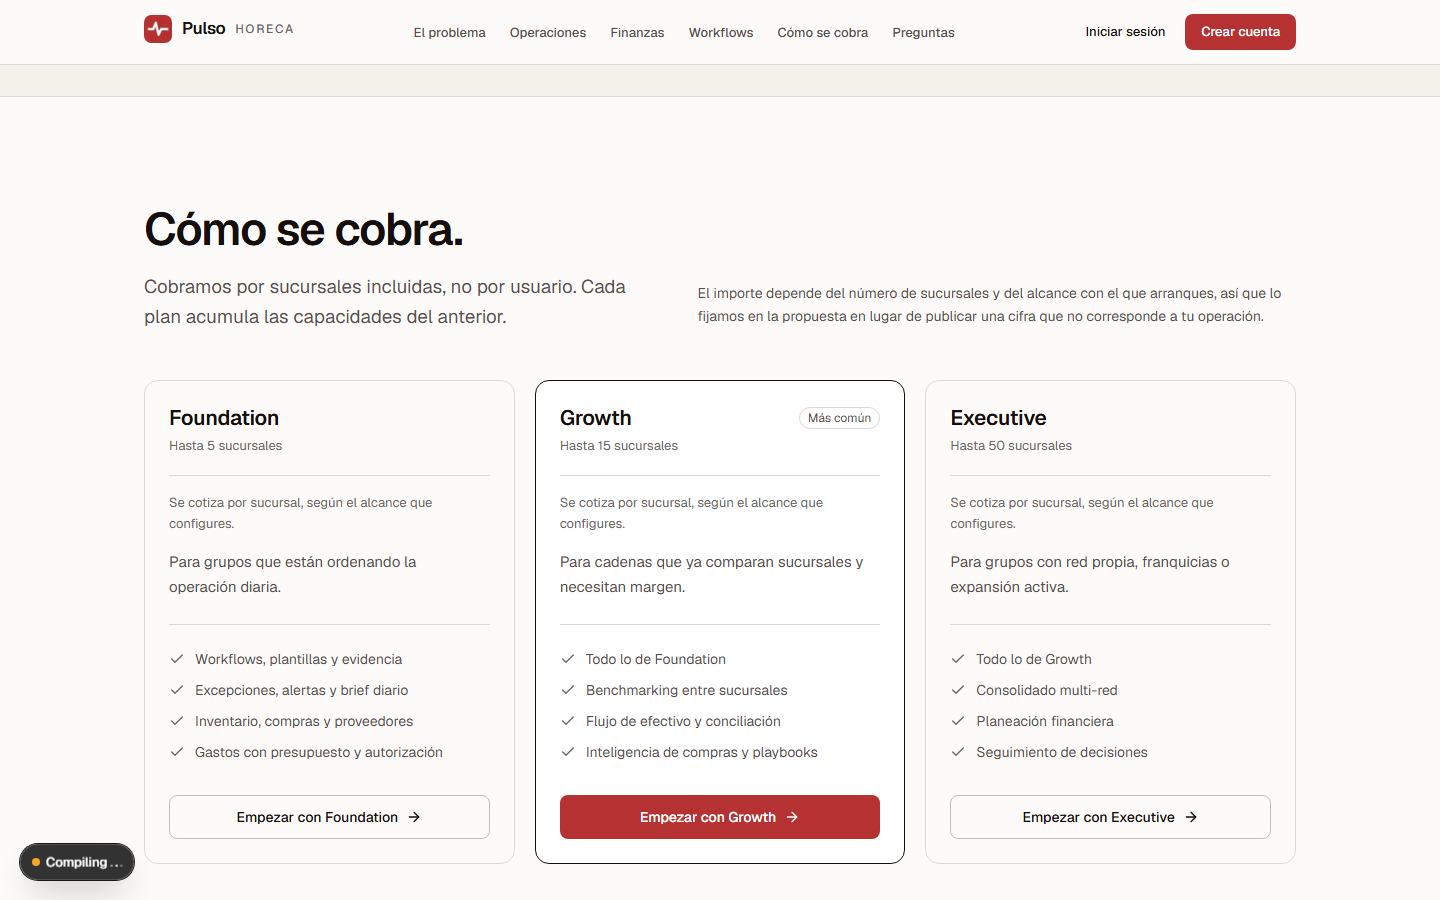 Pulso HORECA
El problema
Operaciones
Finanzas
Workflows
Cómo se cobra
Preguntas
Iniciar sesión
Crear cuenta
Cómo se cobra.
Cobramos por sucursales incluidas, no por usuario. Cada
plan acumula las capacidades del anterior.
El importe depende del número de sucursales y del alcance con el que arranques, así que lo
fijamos en la propuesta en lugar de publicar una cifra que no corresponde a tu operación.
Foundation
Hasta 5 sucursales
Se cotiza por sucursal, según el alcance que
configures.
Para grupos que están ordenando la
operación diaria.
Workflows, plantillas y evidencia
Excepciones, alertas y brief diario
Inventario, compras y proveedores
Gastos con presupuesto y autorización
Empezar con Foundation
Growth
Más común
Hasta 15 sucursales
Se cotiza por sucursal, según el alcance que
configures.
Para cadenas que ya comparan sucursales y
necesitan margen.
Todo lo de Foundation
Benchmarking entre sucursales
Flujo de efectivo y conciliación
Inteligencia de compras y playbooks
Empezar con Growth
Executive
Hasta 50 sucursales
Se cotiza por sucursal, según el alcance que
configures.
Para grupos con red propia, franquicias o
expansión activa.
Todo lo de Growth
Consolidado multi-red
Planeación financiera
Seguimiento de decisiones
Empezar con Executive
Compiling ...